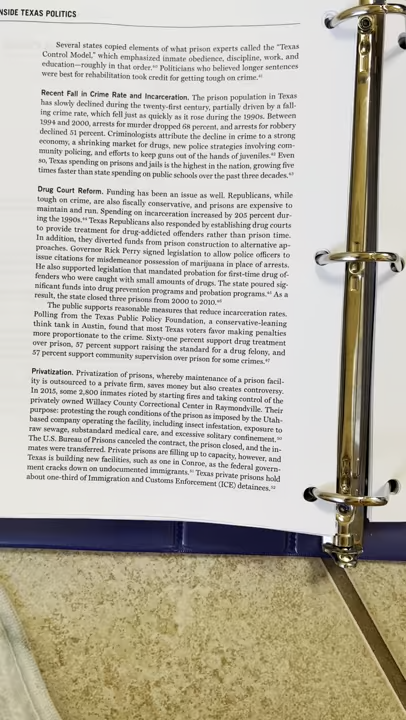 NSIDE TEXAS POLITICS
Several states copied elements of what prison experts called the "Texas
Control Model," which emphasized inmate obedience, discipline, work, and
education—roughly in that order. Politicians who believed longer sentences
were best for rehabilitation took credit for getting tough on crime.
Recent Fall in Crime Rate and Incarceration. The prison population in Texas
has slowly declined during the twenty-first century, partially driven by a fall-
ing crime rate, which fell just as quickly as it rose during the 1990s. Between
1994 and 2000, arrests for murder dropped 68 percent, and arrests for robbery
declined 51 percent. Criminologists attribute the decline in crime to a strong
economy, a shrinking market for drugs, new policing strategies involving com-
munity policing, and efforts to keep guns out of the hands of juveniles. Even
so, Texas spending on prisons and jails is the highest in the nation, growing five
times faster than state spending on public schools over the past three decades.
Drug Court Reform. Funding has been an issue as well. Republicans, while
tough on crime, are also fiscally conservative, and prisons are expensive to
maintain and run. Spending on incarceration increased by 205 percent dur-
ing the 1990s. Texas Republicans also responded by establishing drug courts
to provide treatment for drug-addicted offenders rather than prison time.
In addition, they diverted funds from prison construction to alternative ap-
proaches. Governor Rick Perry signed legislation to allow police officers to
issue citations for misdemeanor possession of marijuana in place of arrests.
He also supported legislation that mandated probation for first-time drug of-
fenders who were caught with small amounts of drugs. The state poured sig-
nificant funds into drug prevention programs and probation programs. As a
result, the state closed three prisons from 2000 to 2010.
The public supports reasonable measures that reduce incarceration rates.
Polling from the Texas Public Policy Foundation, a conservative-leaning
think tank in Austin, found that most Texas voters favor making penalties
more proportionate to the crime. Sixty-one percent support drug treatment
over prison, 57 percent support raising the standard for a drug felony, and
57 percent support community supervision over prison for some crimes.
Privatization. Privatization of prisons, whereby maintenance of a prison facil-
ity is outsourced to a private firm, saves money but also creates controversy.
In 2015, some 2,800 inmates rioted by starting fires and taking control of the
privately owned Willacy County Correctional Center in Raymondville. Their
purpose: protesting the rough conditions of the prison as imposed by the Utah-
based company operating the facility, including insect infestation, exposure to
raw sewage, substandard medical care, and excessive solitary confinement.
The U.S. Bureau of Prisons canceled the contract, the prison closed, and the in-
mates were transferred. Private prisons are filling up to capacity, however, and
Texas is building new facilities, such as one in Conroe, as the federal govern-
ment cracks down on undocumented immigrants. Texas private prisons hold
about one-third of Immigration and Customs Enforcement (ICE) detainees.